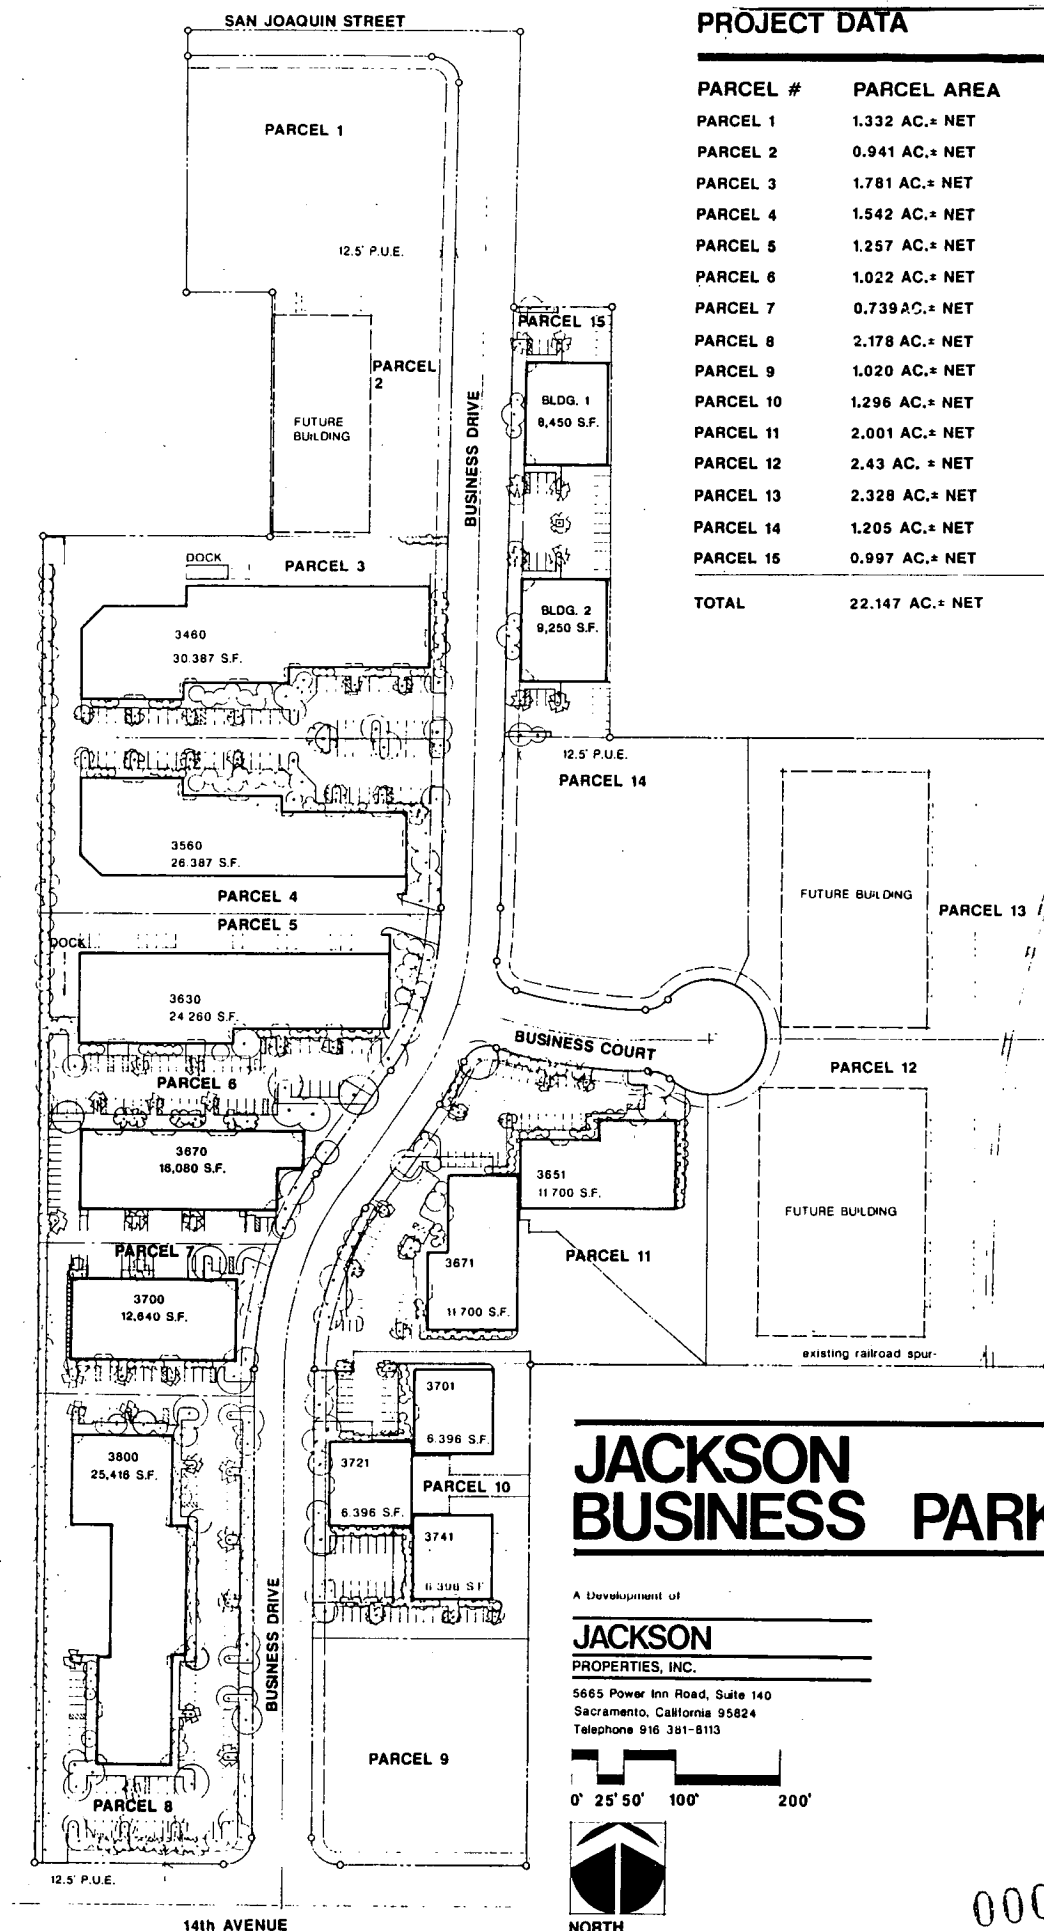 SAN JOAQUIN STREET
PROJECT DATA
PARCEL # PARCEL AREA
PARCEL 1 1.332 AC.± NET
PARCEL 2 0.941 AC.± NET
PARCEL 3 1.781 AC.± NET
PARCEL 4 1.542 AC.± NET
PARCEL 5 1.257 AC.± NET
PARCEL 6 1.022 AC.± NET
PARCEL 7 0.739 AC.± NET
PARCEL 8 2.178 AC.± NET
PARCEL 9 1.020 AC.± NET
PARCEL 10 1.296 AC.± NET
PARCEL 11 2.001 AC.± NET
PARCEL 12 2.43 AC. ± NET
PARCEL 13 2.328 AC.± NET
PARCEL 14 1.205 AC.± NET
PARCEL 15 0.997 AC.± NET
TOTAL 22.147 AC.± NET
PARCEL 1
12.5' P.U.E.
PARCEL 15
PARCEL
2
FUTURE
BUILDING
BUSINESS DRIVE
BLDG. 1
8,450 S.F.
DOCK
PARCEL 3
BLDG. 2
9,250 S.F.
3460
30.387 S.F.
12.5' P.U.E.
PARCEL 14
3560
26.387 S.F.
PARCEL 4
PARCEL 5
DOCK
FUTURE BUILDING
PARCEL 13
3630
24 260 S.F.
BUSINESS COURT
PARCEL 6
PARCEL 12
3670
18,080 S.F.
3651
11 700 S.F.
FUTURE BUILDING
PARCEL 7
PARCEL 11
3671
11 700 S.F.
3700
12,640 S.F.
existing railroad spur
3701
6.396 S.F.
3800
25,416 S.F.
3721
6.396 S.F.
PARCEL 10
3741
6 396 S F
JACKSON
BUSINESS PARK
A Development of
JACKSON
PROPERTIES, INC.
5665 Power Inn Road, Suite 140
Sacramento, California 95824
Telephone 916 381-8113
BUSINESS DRIVE
PARCEL 9
0' 25' 50' 100' 200'
PARCEL 8
12.5' P.U.E.
14th AVENUE
NORTH
000